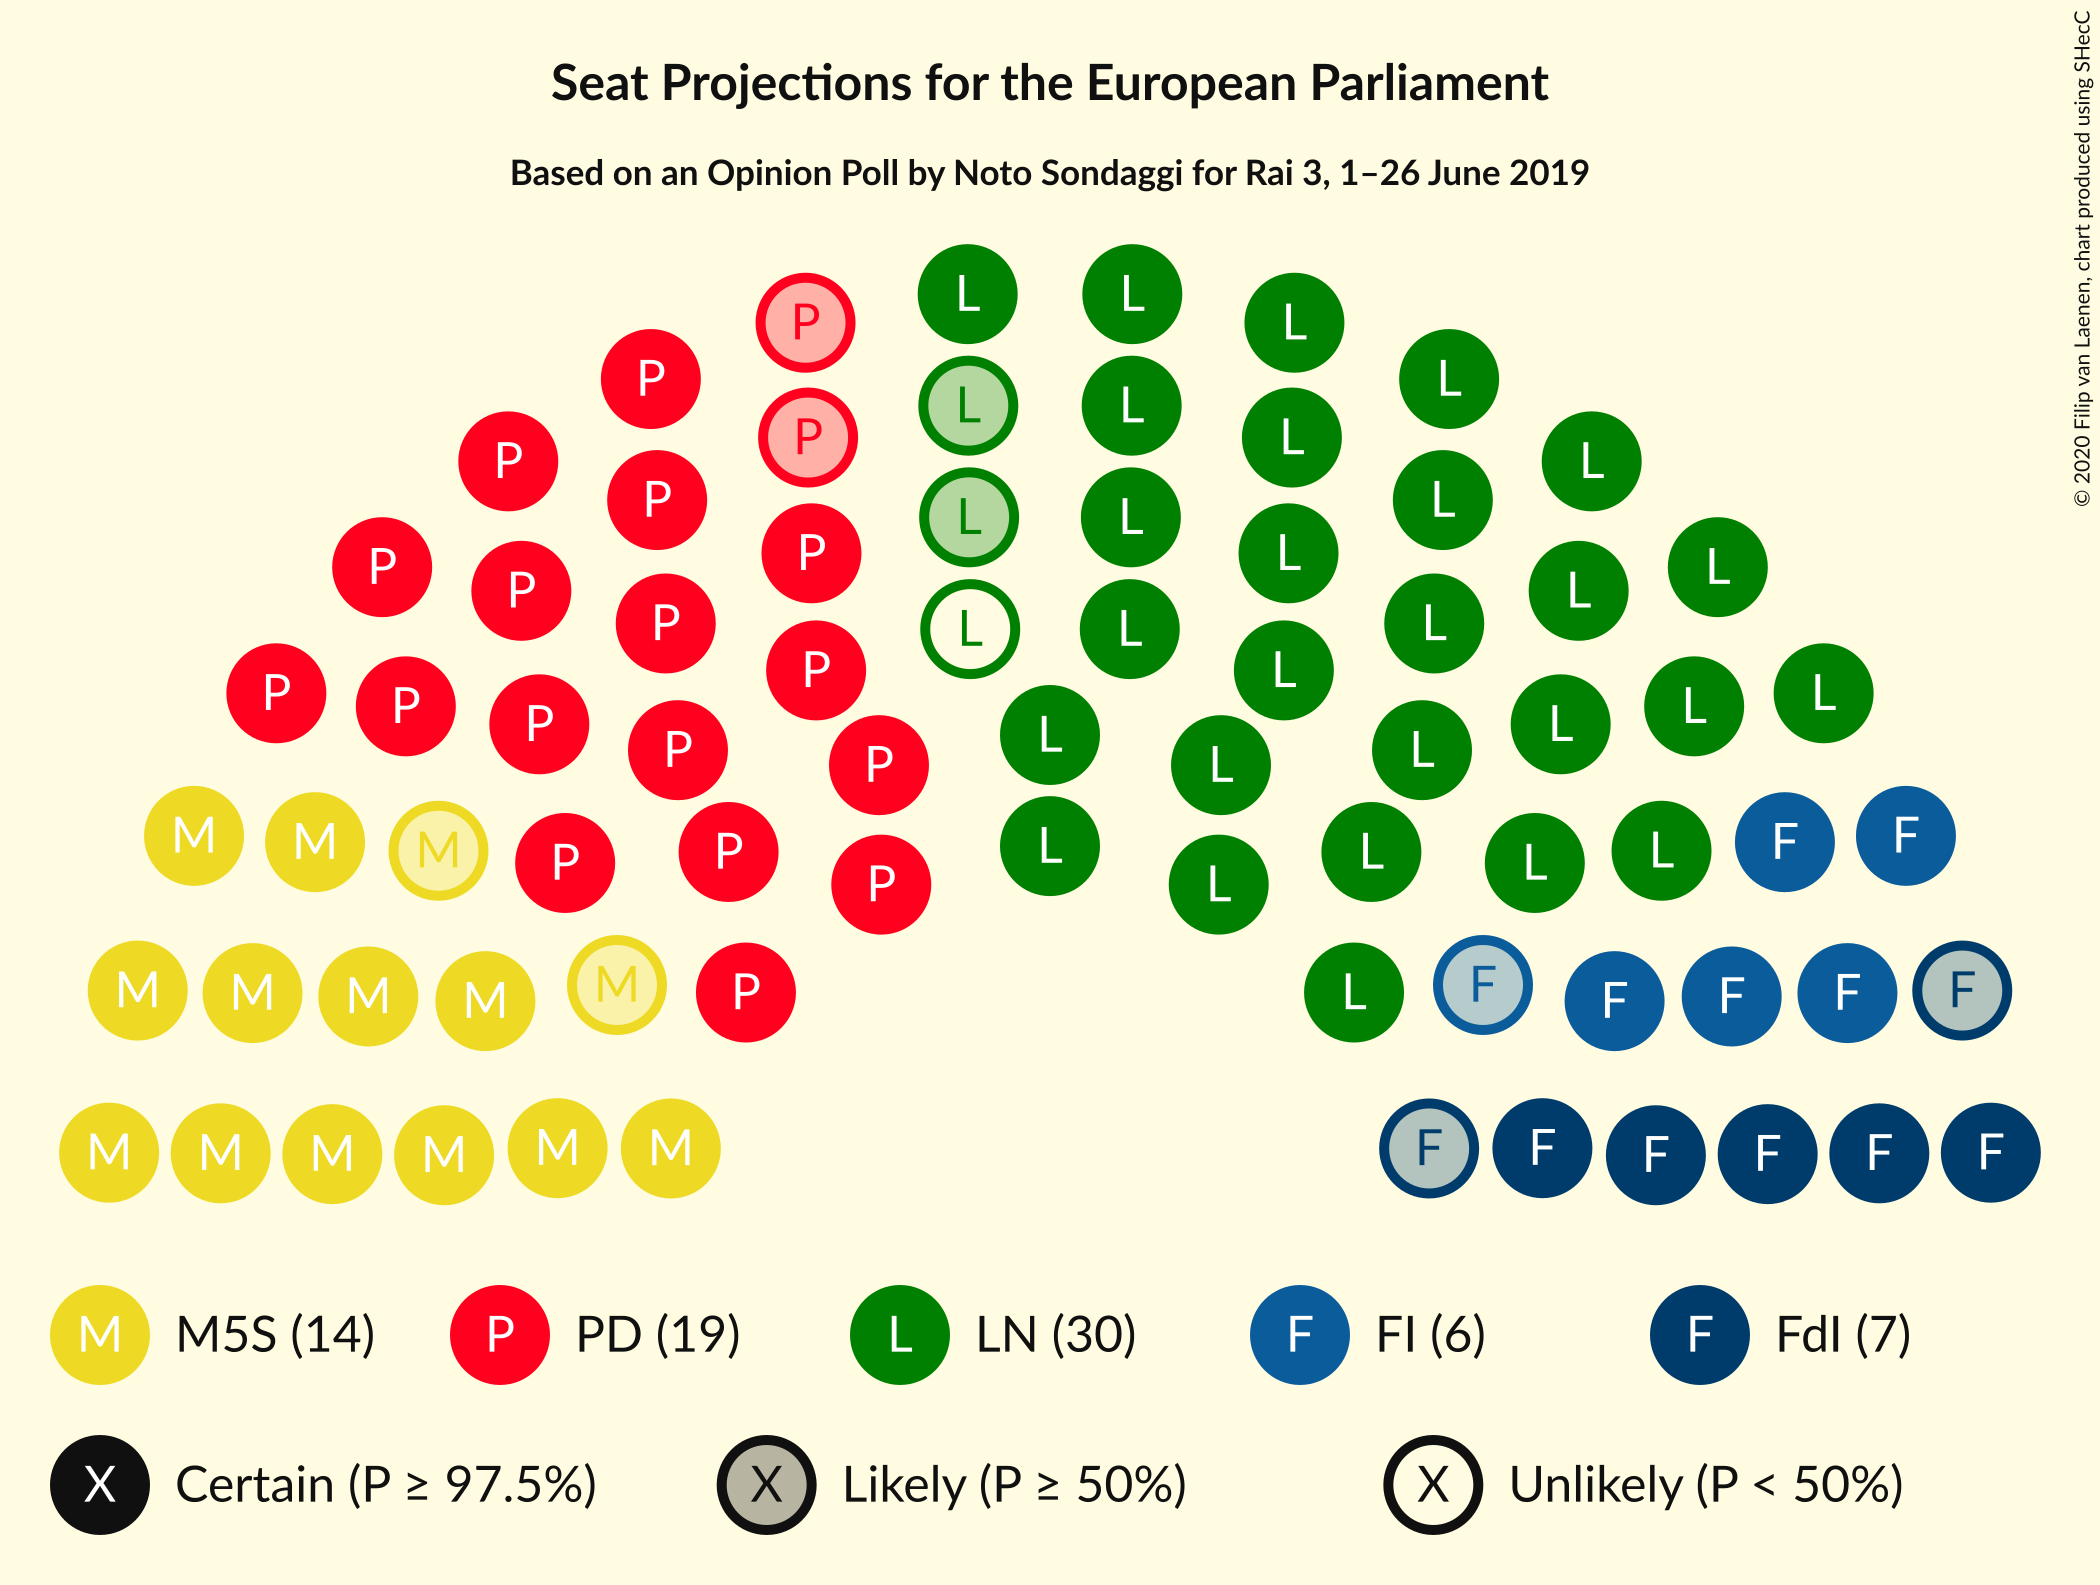 Seat Projections for the European Parliament
Based on an Opinion Poll by Noto Sondaggi for Rai 3, 1–26 June 2019
© 2020 Filip van Laenen, chart produced using SHecC
L L
P L L
P L
L L
P L L
P L
P L L
P L
P L
P L
P L
P L
L L
P L
P L
P P P L L L
P L
L
P P
L L
M M M P P P L L L L L F F
M M M M M P L F F F F F
M M M M M M F F F F F F
M M5S (14) P PD (19) L LN (30) F FI (6) F FdI (7)
X Certain (P ≥ 97.5%) X Likely (P ≥ 50%) X Unlikely (P < 50%)